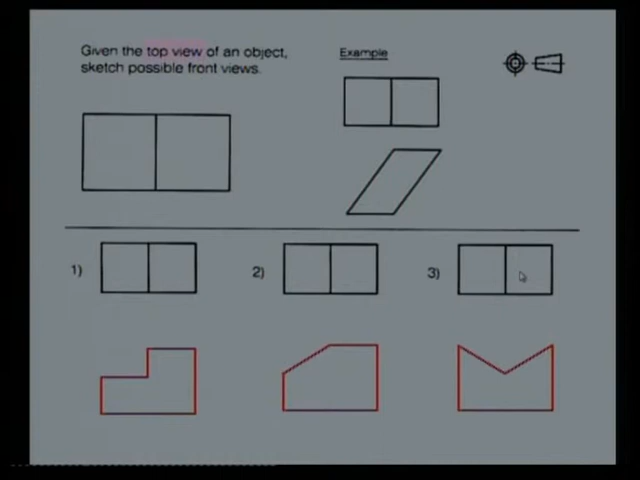 Given the top view of an object,
sketch possible front views.
Example
1)
2)
3)